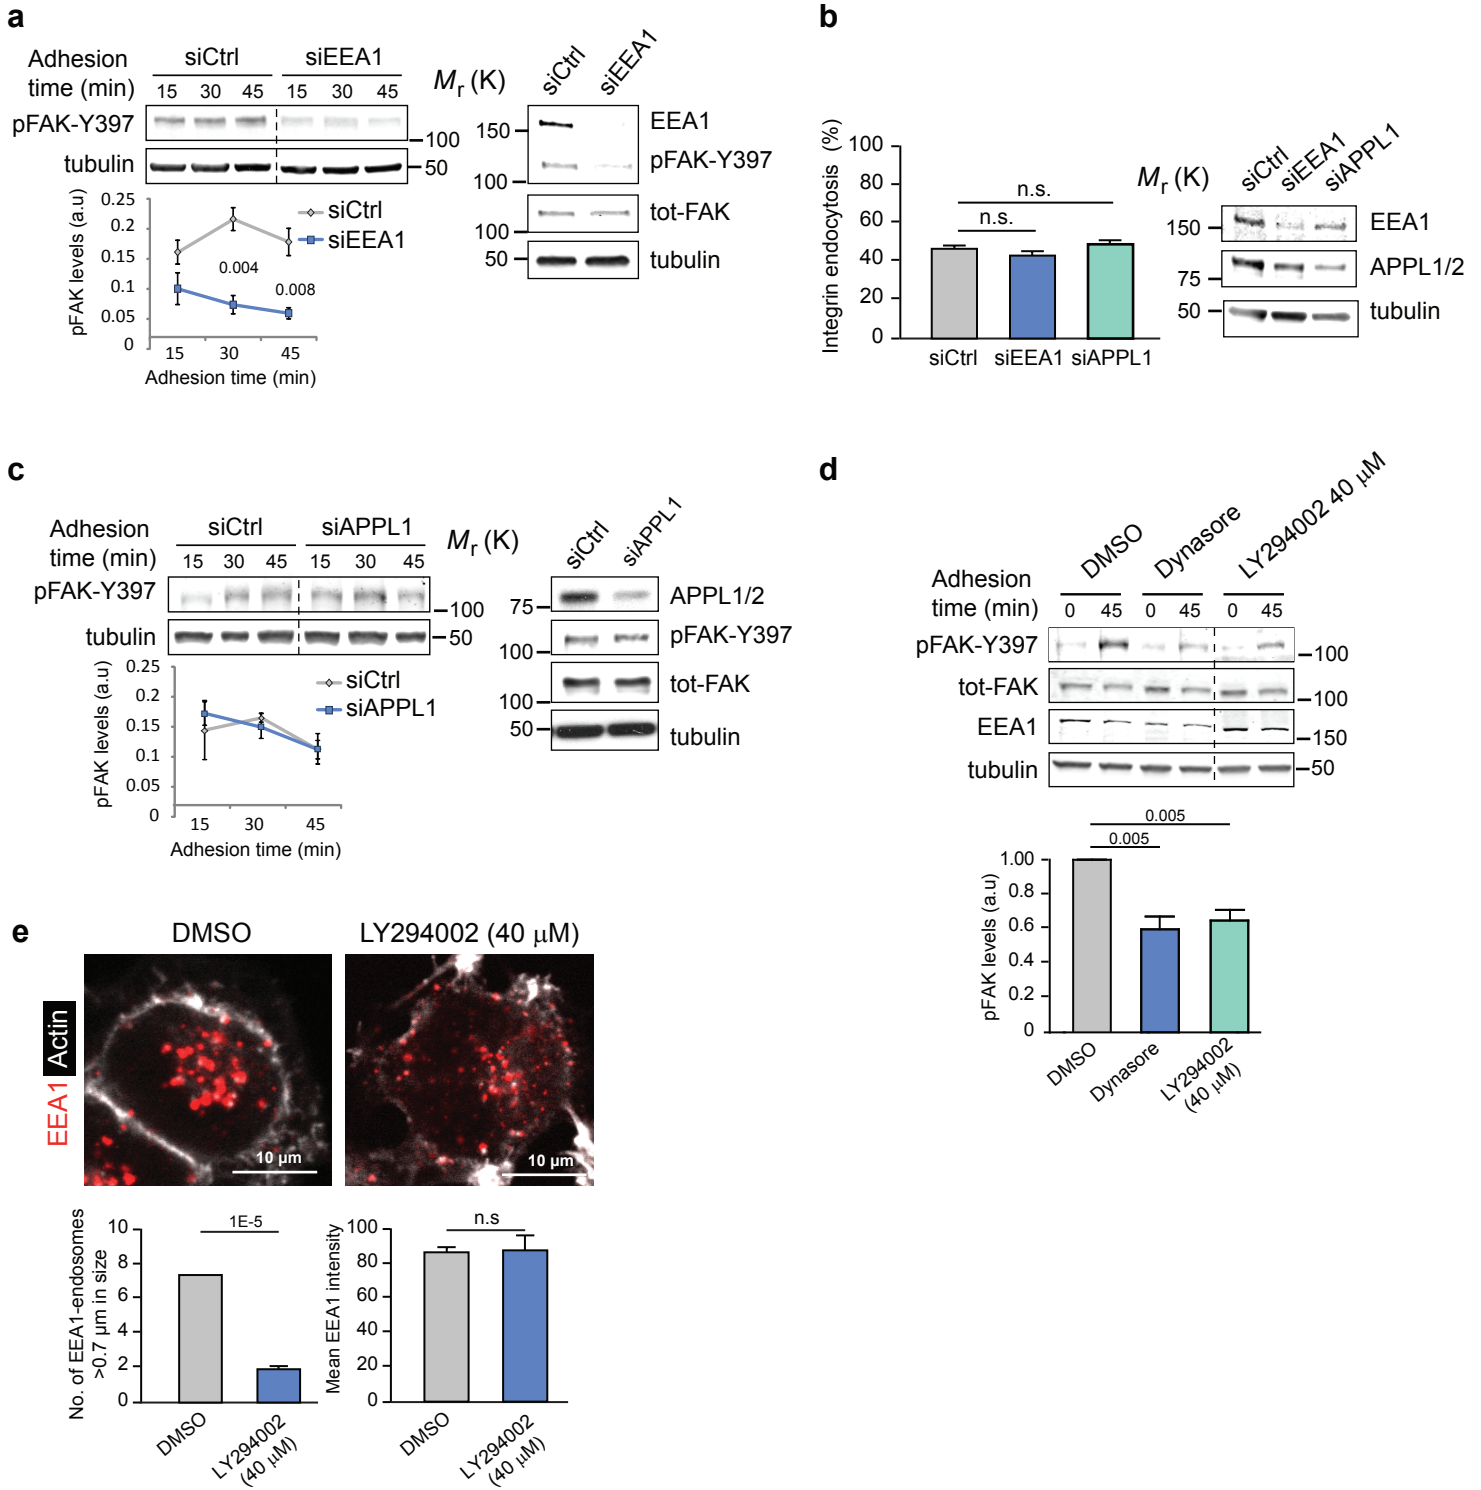 a
Adhesion time (min)
siCtrl siEEA1
15 30 45 15 30 45
pFAK-Y397
100
tubulin
50
0.25
0.2
0.15
0.1
0.05
0
pFAK levels (a.u)
siCtrl
siEEA1
0.004
0.008
15 30 45
Adhesion time (min)
Mr (K)
siCtrl siEEA1
150
EEA1
pFAK-Y397
100
tot-FAK
100
50
tubulin
b
Integrin endocytosis (%)
100
80
60
40
20
0
n.s.
n.s.
siCtrl siEEA1 siAPPL1
Mr (K)
siCtrl siEEA1 siAPPL1
150
EEA1
75
APPL1/2
50
tubulin
c
Adhesion time (min)
siCtrl siAPPL1
15 30 45 15 30 45
pFAK-Y397
100
tubulin
50
0.25
0.2
0.15
0.1
0.05
0
pFAK levels (a.u)
siCtrl
siAPPL1
15 30 45
Adhesion time (min)
Mr (K)
siCtrl siAPPL1
75
APPL1/2
pFAK-Y397
100
tot-FAK
100
50
tubulin
d
DMSO Dynasore LY294002 40 µM
Adhesion time (min)
0 45 0 45 0 45
pFAK-Y397
100
tot-FAK
100
EEA1
150
tubulin
50
0.005
0.005
pFAK levels (a.u)
1.00
0.8
0.6
0.4
0.2
0
DMSO
Dynasore
LY294002
(40 µM)
e
DMSO LY294002 (40 µM)
EEA1 Actin
10 µm
10 µm
No. of EEA1-endosomes
>0.7 µm in size
10
8
6
4
2
0
1E-5
DMSO
LY294002
(40 µM)
Mean EEA1 intensity
100
80
60
40
20
0
n.s
DMSO
LY294002
(40 µM)